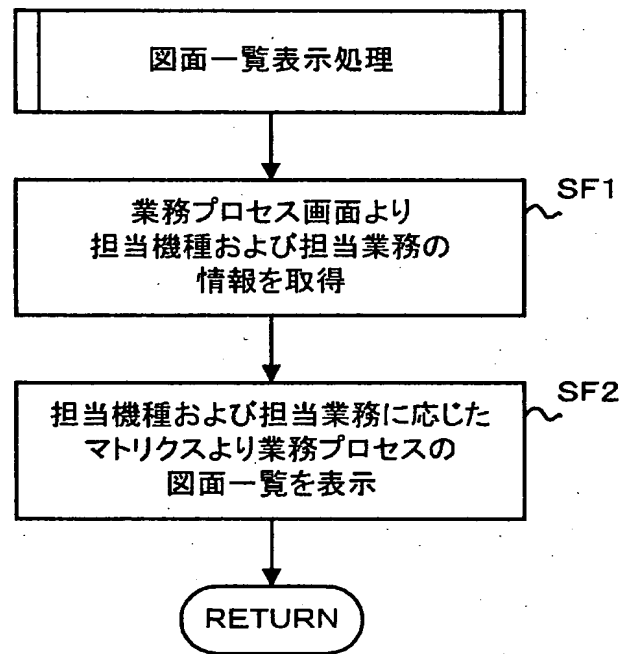 図面一覧表示処理
業務プロセス画面より
担当機種および担当業務の
情報を取得
SF1
担当機種および担当業務に応じた
マトリクスより業務プロセスの
図面一覧を表示
SF2
RETURN